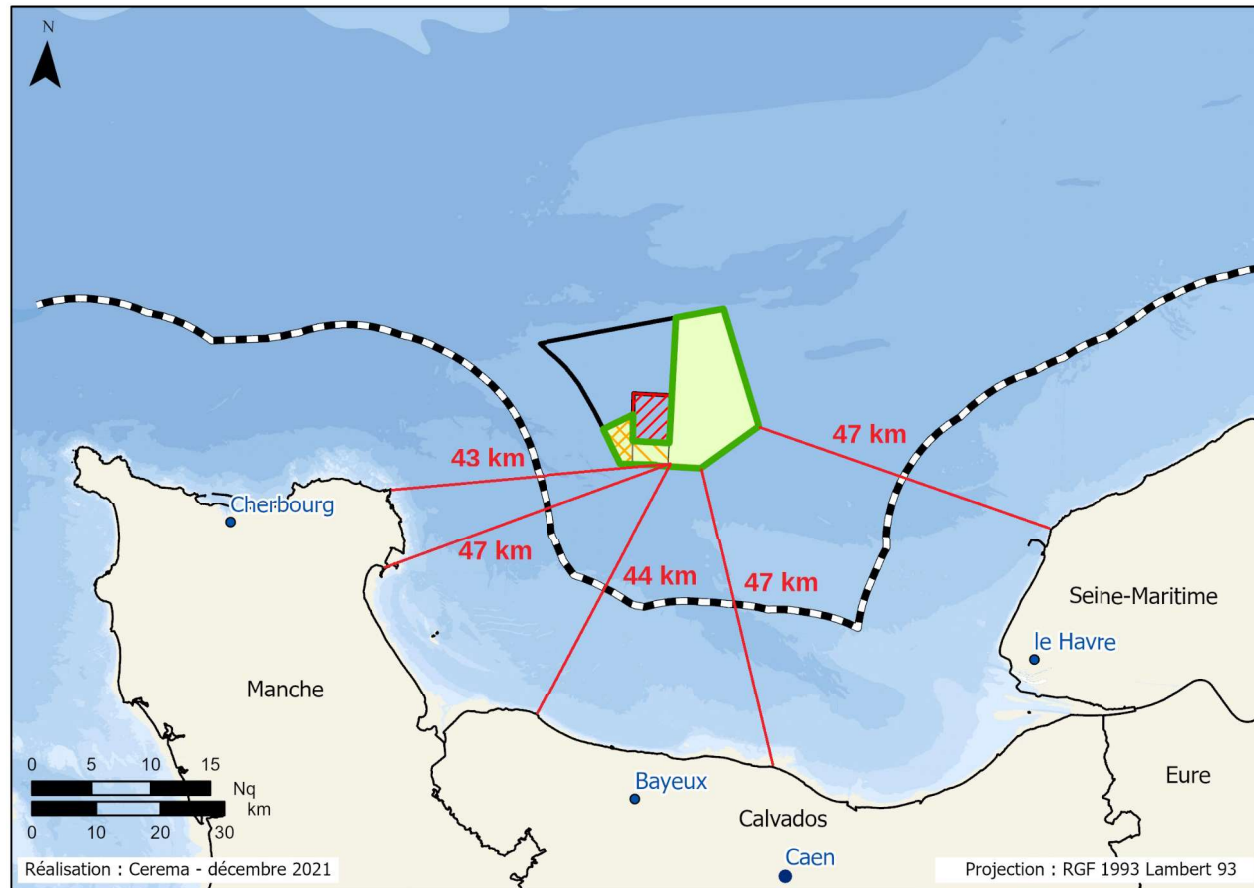 N
43 km
47 km
Cherbourg
47 km
44 km
47 km
Seine-Maritime
le Havre
Manche
0 5 10 15
Nq
km
0 10 20 30
Bayeux
Eure
Calvados
Caen
Réalisation : Cerema - décembre 2021
Projection : RGF 1993 Lambert 93